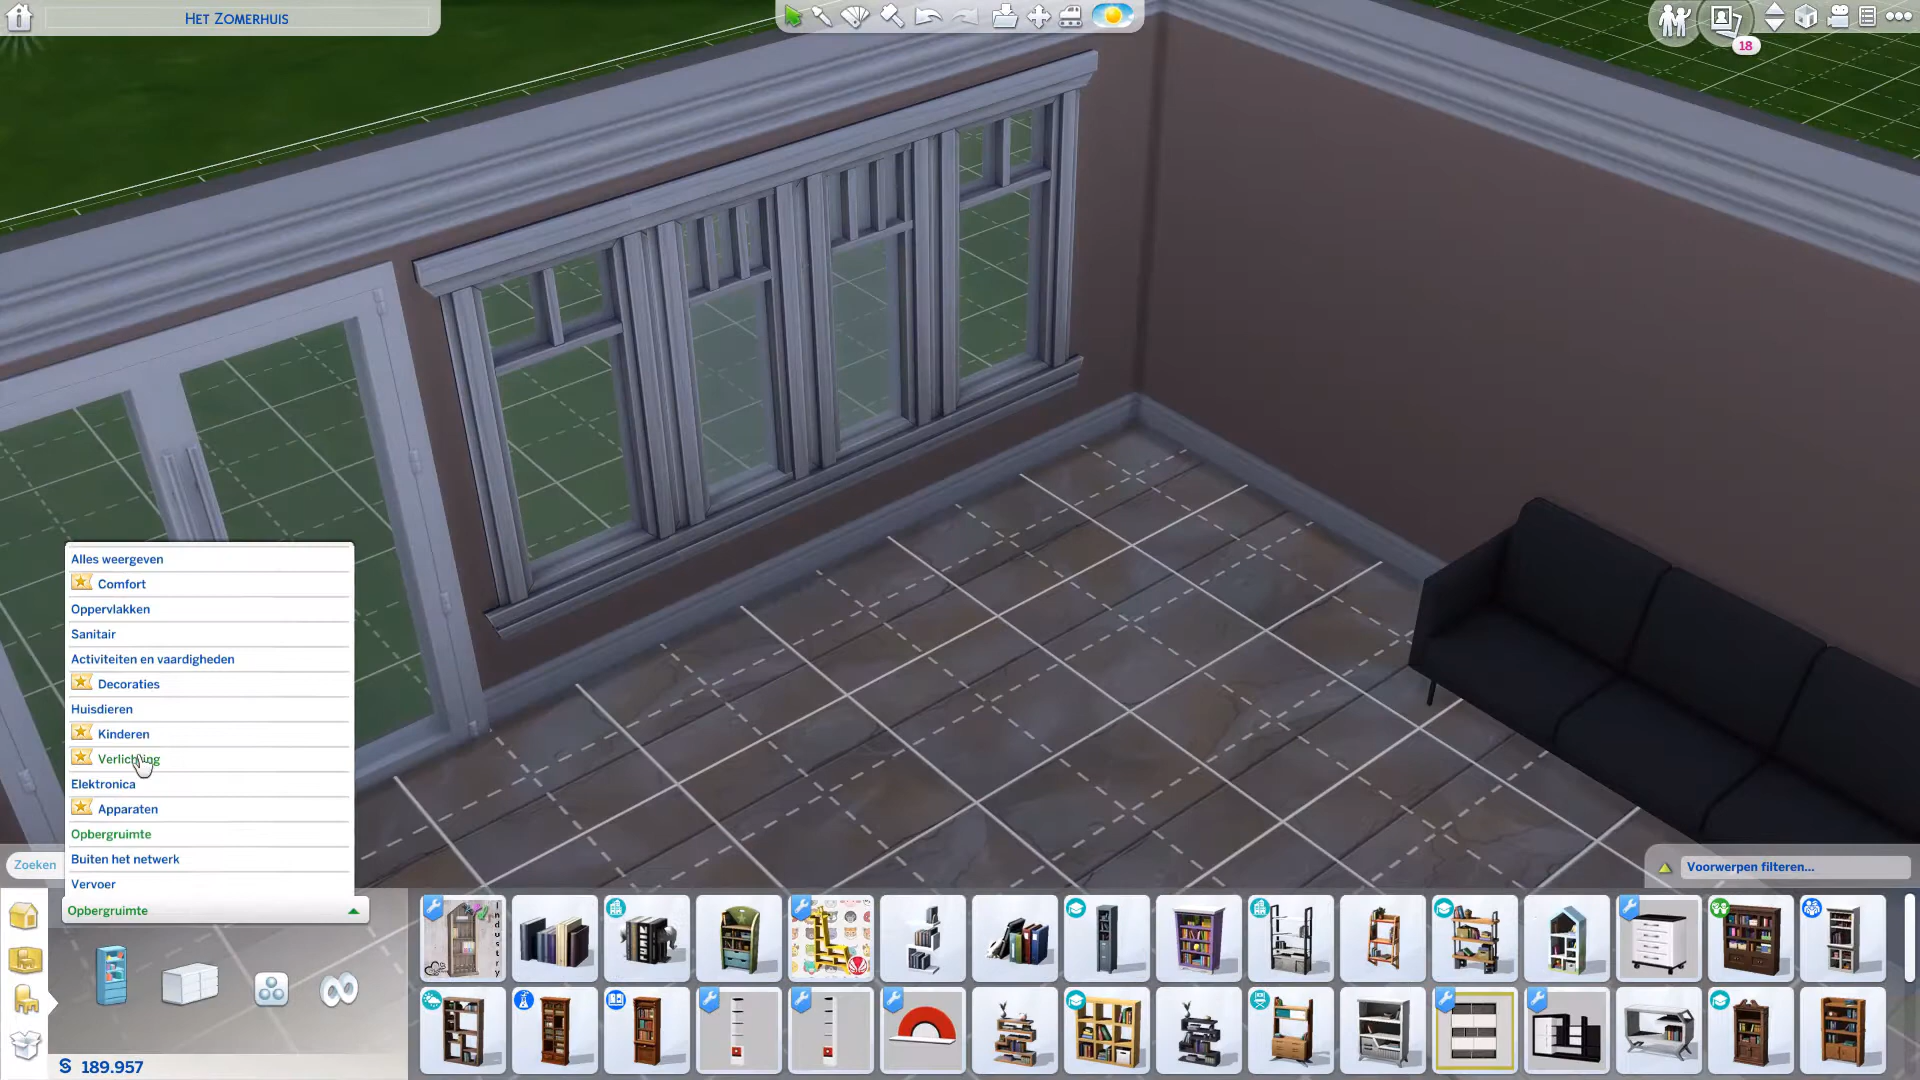 Het Zomerhuis
18
Alles weergeven
Comfort
Oppervlakken
Sanitair
Activiteiten en vaardigheden
Decoraties
Huisdieren
Kinderen
Verlichting
Elektronica
Apparaten
Opbergruimte
Buiten het netwerk
Vervoer
Zoeken
Opbergruimte
Voorwerpen filteren...
Industry
189.957